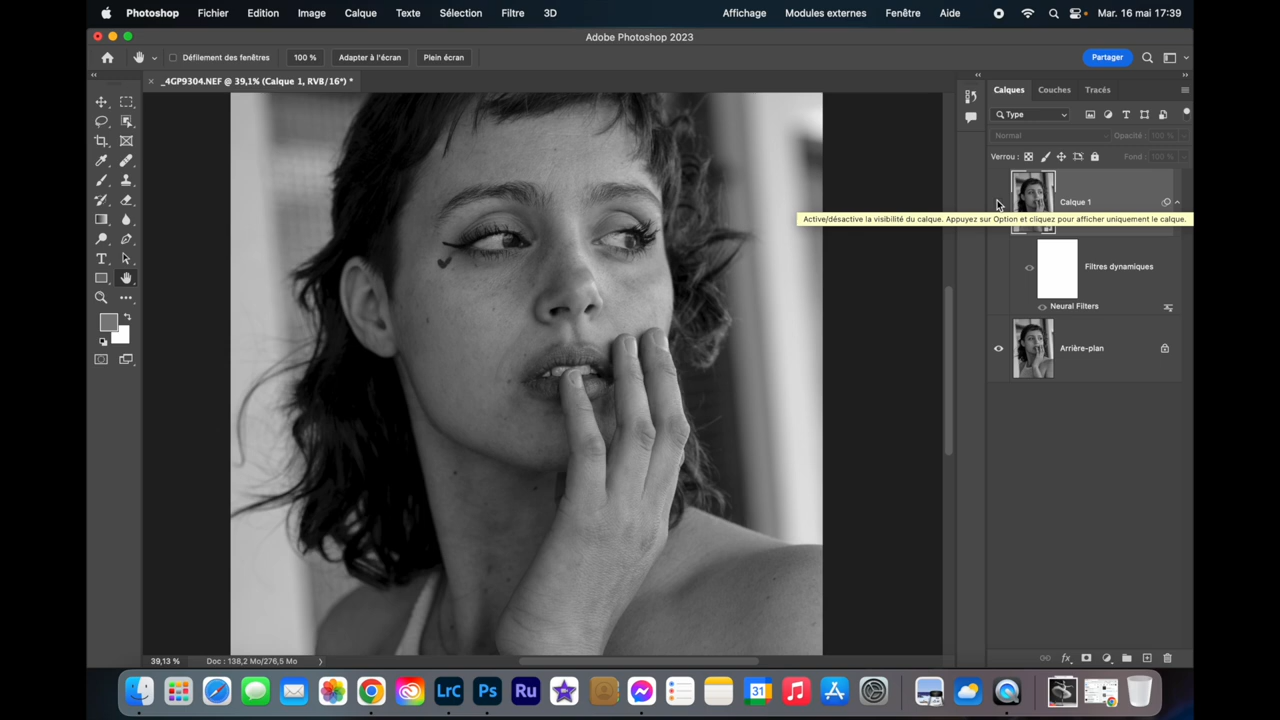 Photoshop Fichier Edition Image Calque Texte Sélection Filtre 3D Affichage Modules externes Fenêtre Aide Mar. 16 mai 17:39
Adobe Photoshop 2023
Défilement des fenêtres 100 % Adapter à l'écran Plein écran Partager
_4GP9304.NEF @ 39,1% (Calque 1, RVB/16*) *
Calques Couches Tracés
Type
Normal Opacité : 100 %
Verrou : Fond : 100 %
Calque 1
Active/désactive la visibilité du calque. Appuyez sur Option et cliquez pour afficher uniquement le calque.
Filtres dynamiques
Neural Filters
Arrière-plan
39,13 % Doc : 138,2 Mo/276,5 Mo
LrC Ps Ru 31